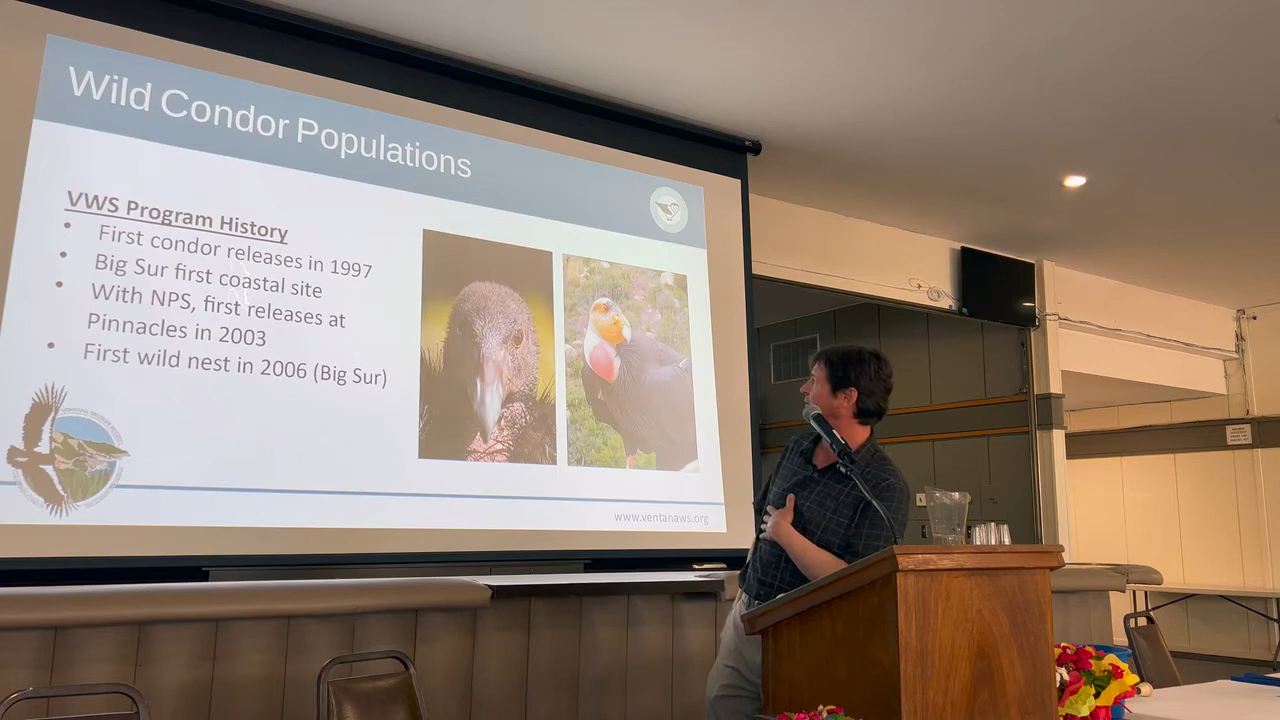 Wild Condor Populations
VWS Program History
• First condor releases in 1997
• Big Sur first coastal site
• With NPS, first releases at
Pinnacles in 2003
• First wild nest in 2006 (Big Sur)
www.ventanaws.org